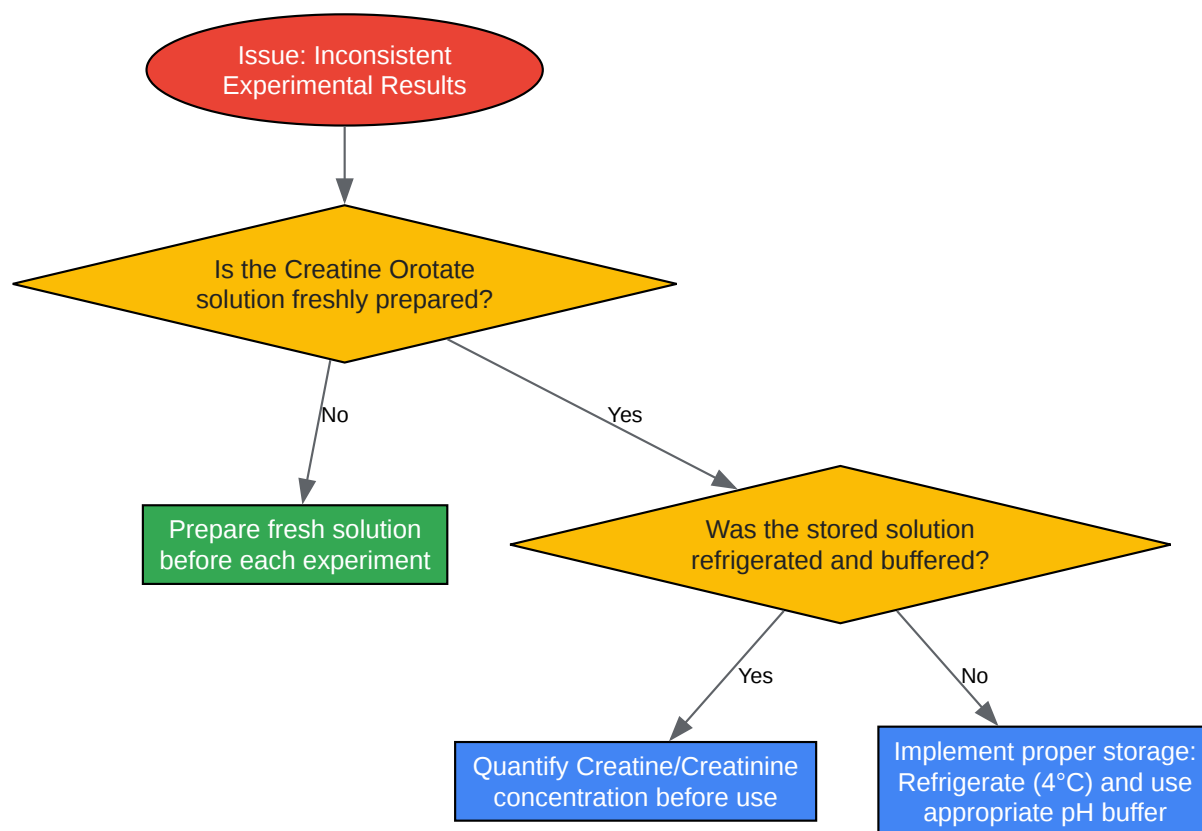 Issue: Inconsistent
Experimental Results
Is the Creatine Orotate
solution freshly prepared?
No
Yes
Prepare fresh solution
before each experiment
Was the stored solution
refrigerated and buffered?
Yes
No
Quantify Creatine/Creatinine
concentration before use
Implement proper storage:
Refrigerate (4°C) and use
appropriate pH buffer